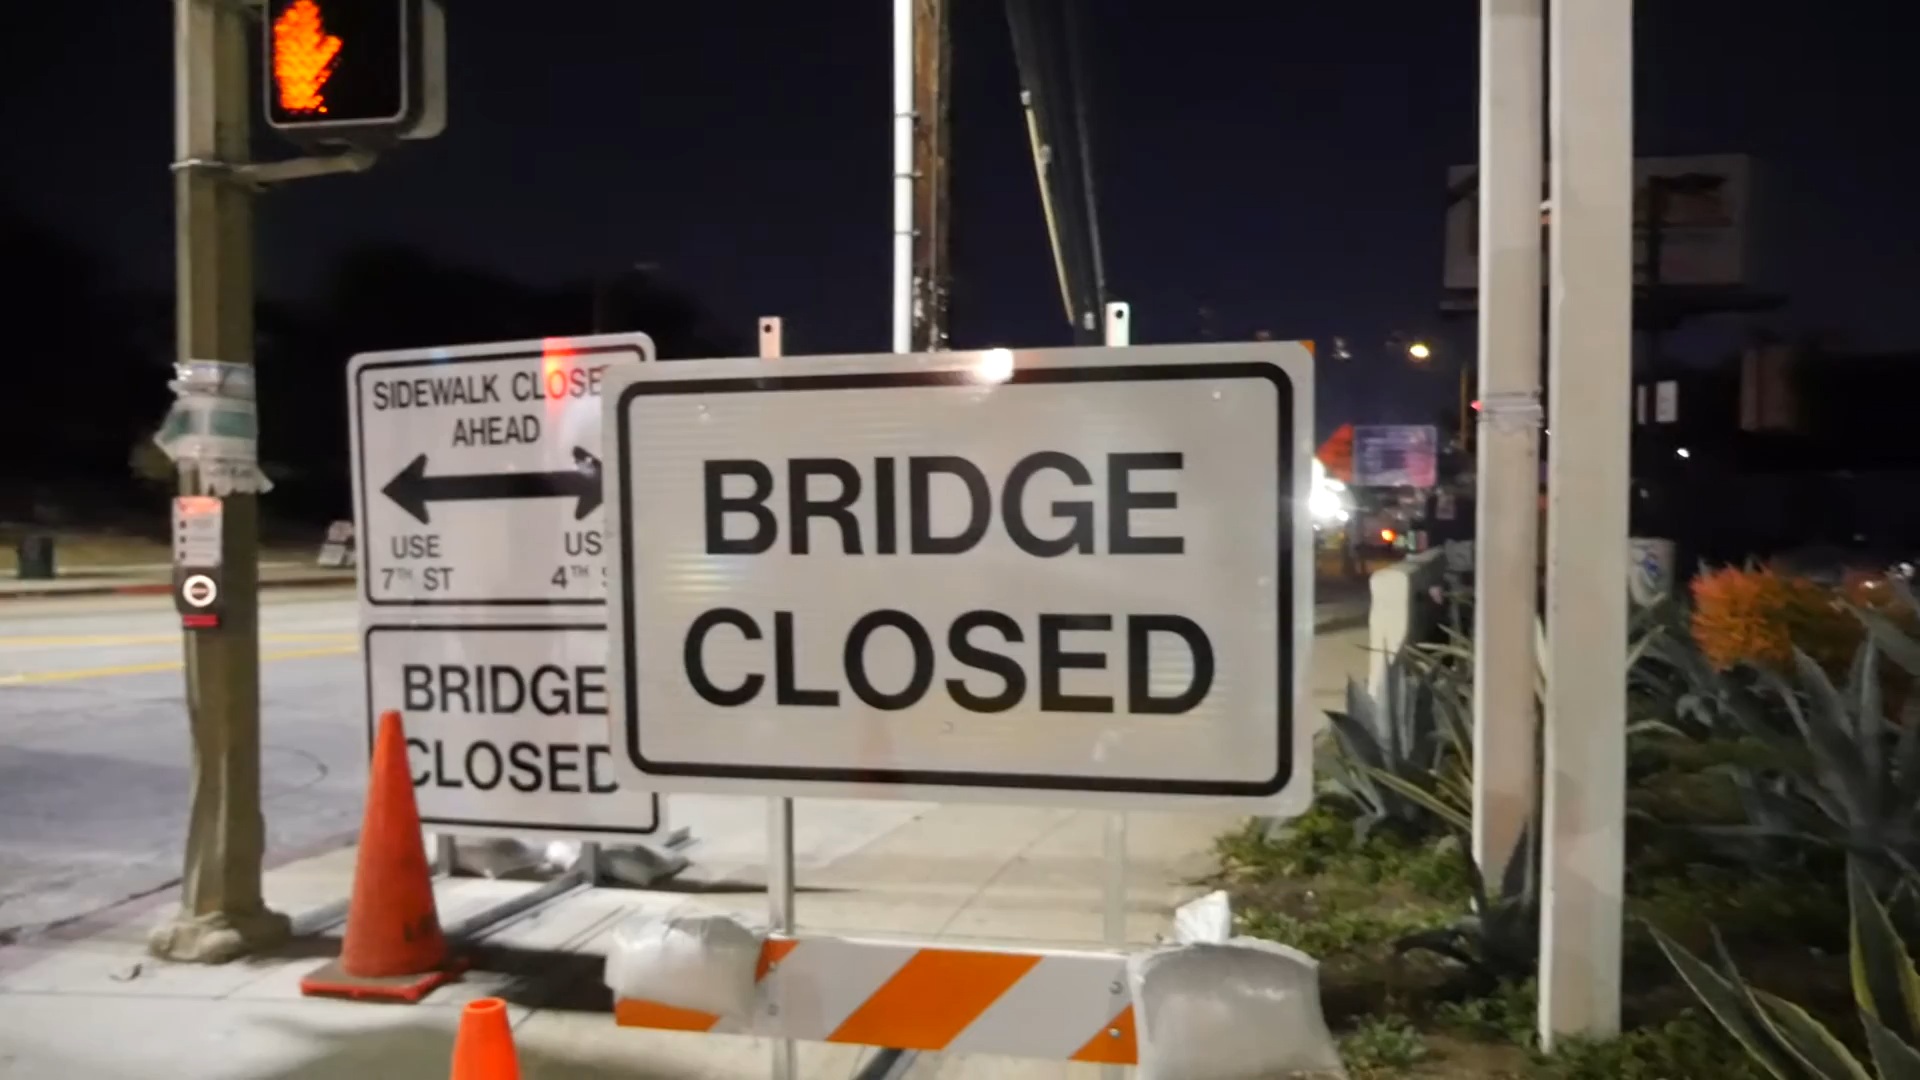 SIDEWALK CLOSE
AHEAD
USE
7TH ST
US
4TH S
BRIDGE
CLOSED
BRIDGE
CLOSED